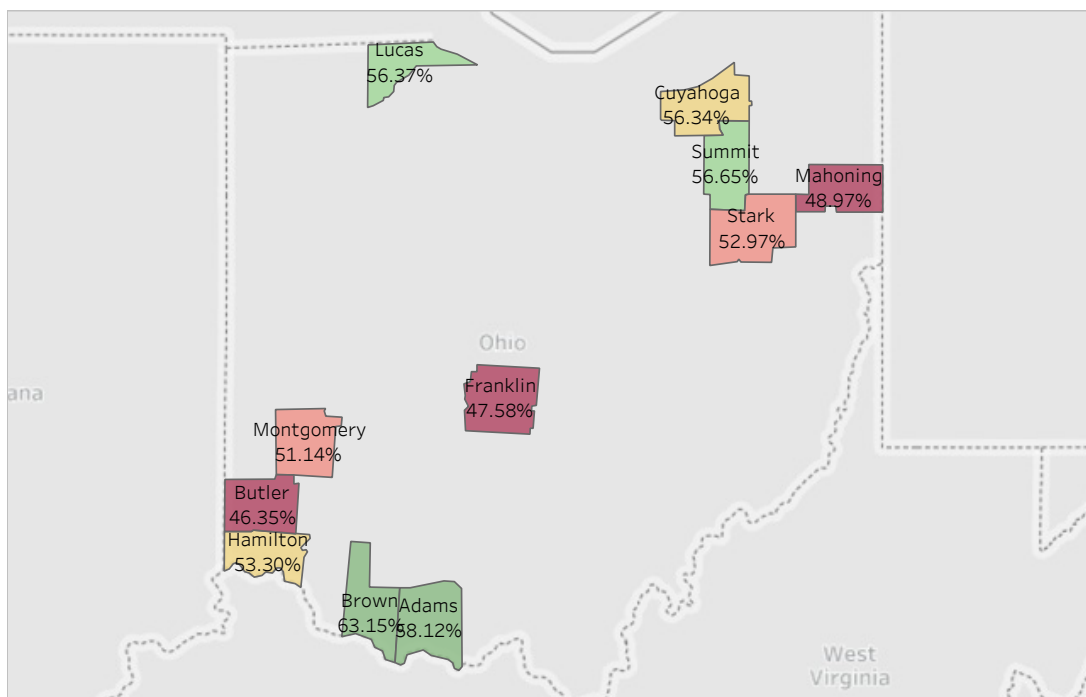 Lucas
56.37%
Cuyahoga
56.34%
Summit
56.65%
Mahoning
48.97%
Stark
52.97%
Ohio
ana
Franklin
47.58%
Montgomery
51.14%
Butler
46.35%
Hamilton
53.30%
Brown
63.15%
Adams
58.12%
West
Virginia